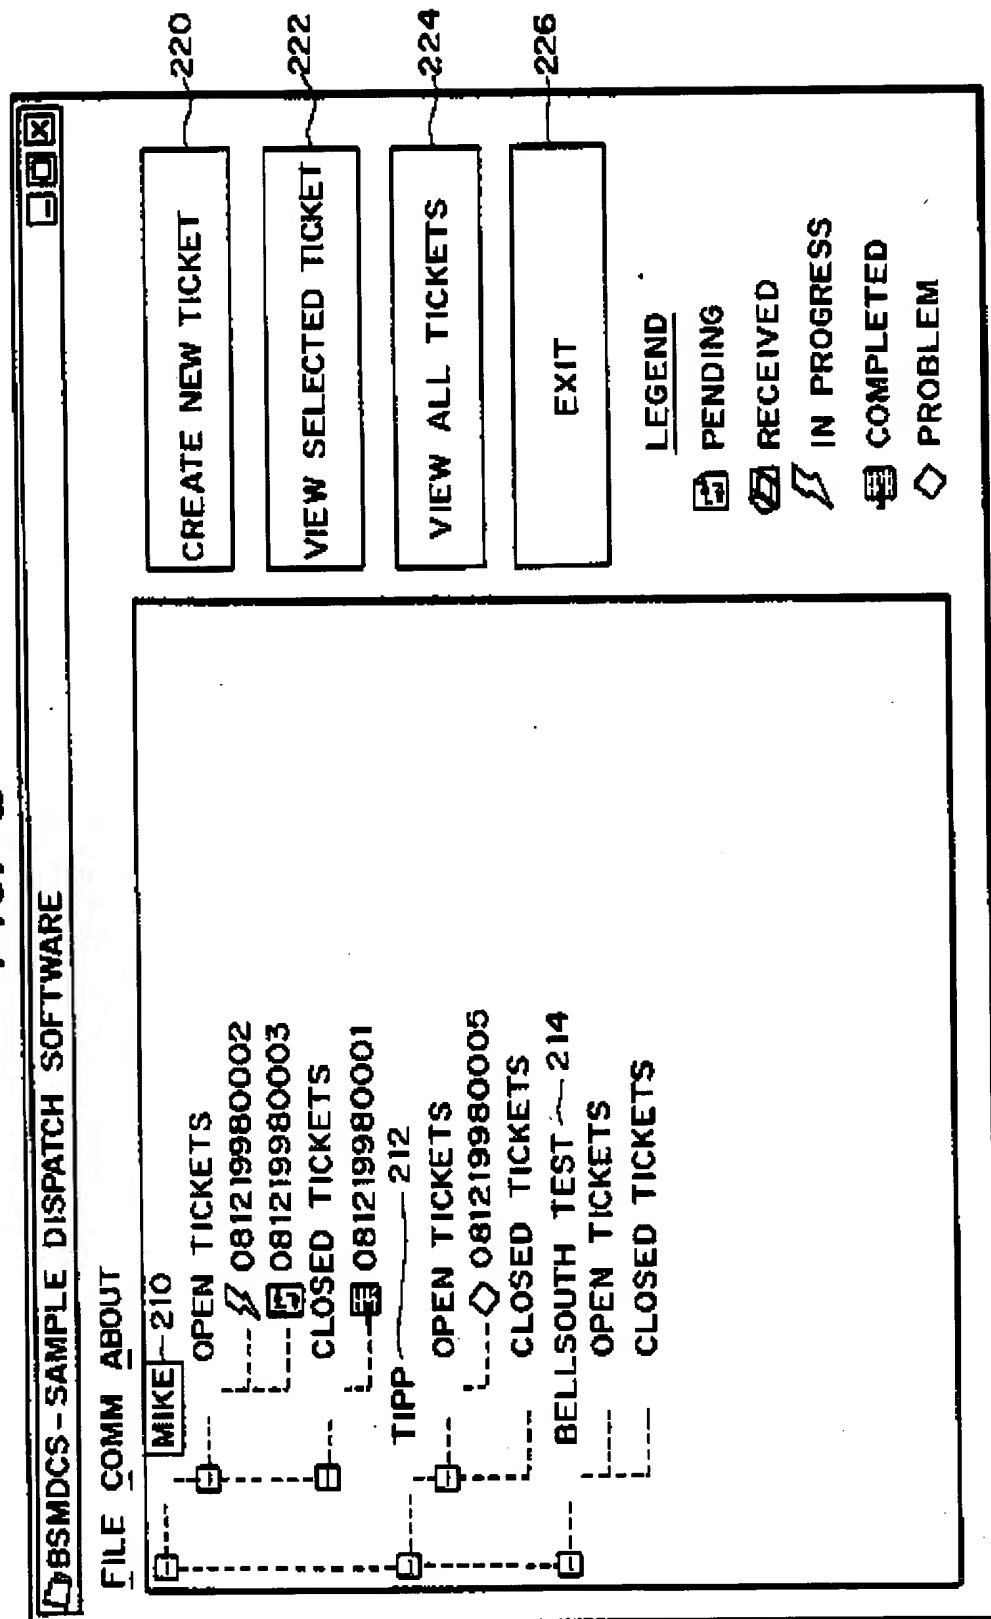 BSMDCS-SAMPLE DISPATCH SOFTWARE
FILE COMM ABOUT
MIKE 210
OPEN TICKETS
081219980002
081219980003
CLOSED TICKETS
081219980001
TIPP 212
OPEN TICKETS
081219980005
CLOSED TICKETS
BELLSOUTH TEST 214
OPEN TICKETS
CLOSED TICKETS
CREATE NEW TICKET 220
VIEW SELECTED TICKET 222
VIEW ALL TICKETS 224
EXIT 226
LEGEND
PENDING
RECEIVED
IN PROGRESS
COMPLETED
PROBLEM